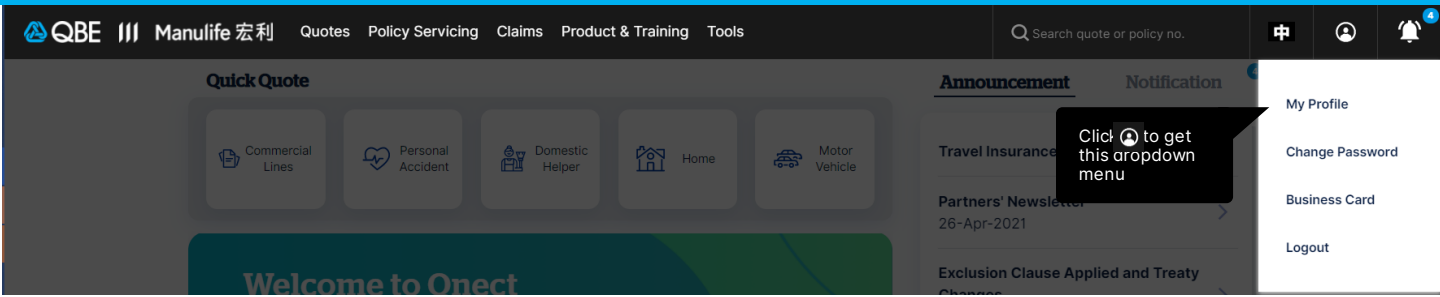 QBE Manulife 宏利 Quotes Policy Servicing Claims Product & Training Tools Search quote or policy no. 中 4
Quick Quote
Commercial
Lines
Personal
Accident
Domestic
Helper
Home
Motor
Vehicle
Welcome to Onect
Announcement Notification
Travel Insurance
Partners' Newsletter
26-Apr-2021
Exclusion Clause Applied and Treaty
Changes
Click to get
this dropdown
menu
My Profile
Change Password
Business Card
Logout